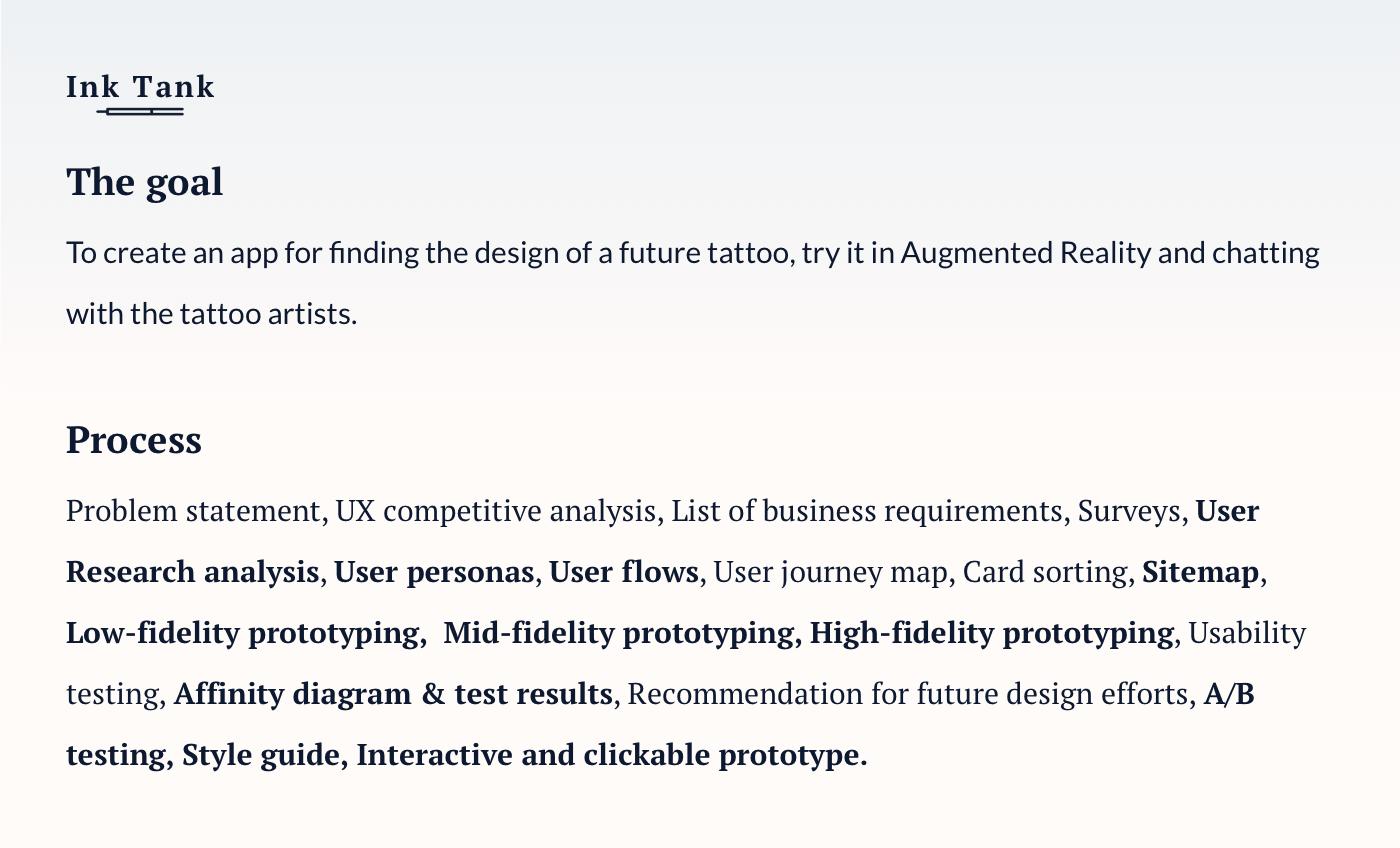 Ink Tank
The goal
To create an app for finding the design of a future tattoo, try it in Augmented Reality and chatting
with the tattoo artists.
Process
Problem statement, UX competitive analysis, List of business requirements, Surveys, User
Research analysis, User personas, User flows, User journey map, Card sorting, Sitemap,
Low-fidelity prototyping,  Mid-fidelity prototyping, High-fidelity prototyping, Usability
testing, Affinity diagram & test results, Recommendation for future design efforts, A/B
testing, Style guide, Interactive and clickable prototype.